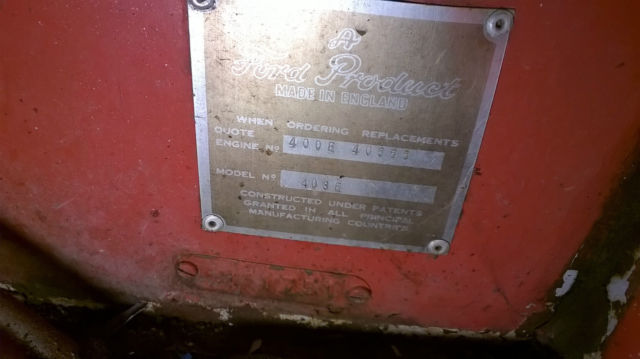 A
Ford Product
MADE IN ENGLAND
WHEN ORDERING REPLACEMENTS
QUOTE
ENGINE Nº 400E
MODEL Nº
CONSTRUCTED UNDER PATENTS
GRANTED IN ALL PRINCIPAL
MANUFACTURING COUNTRIES